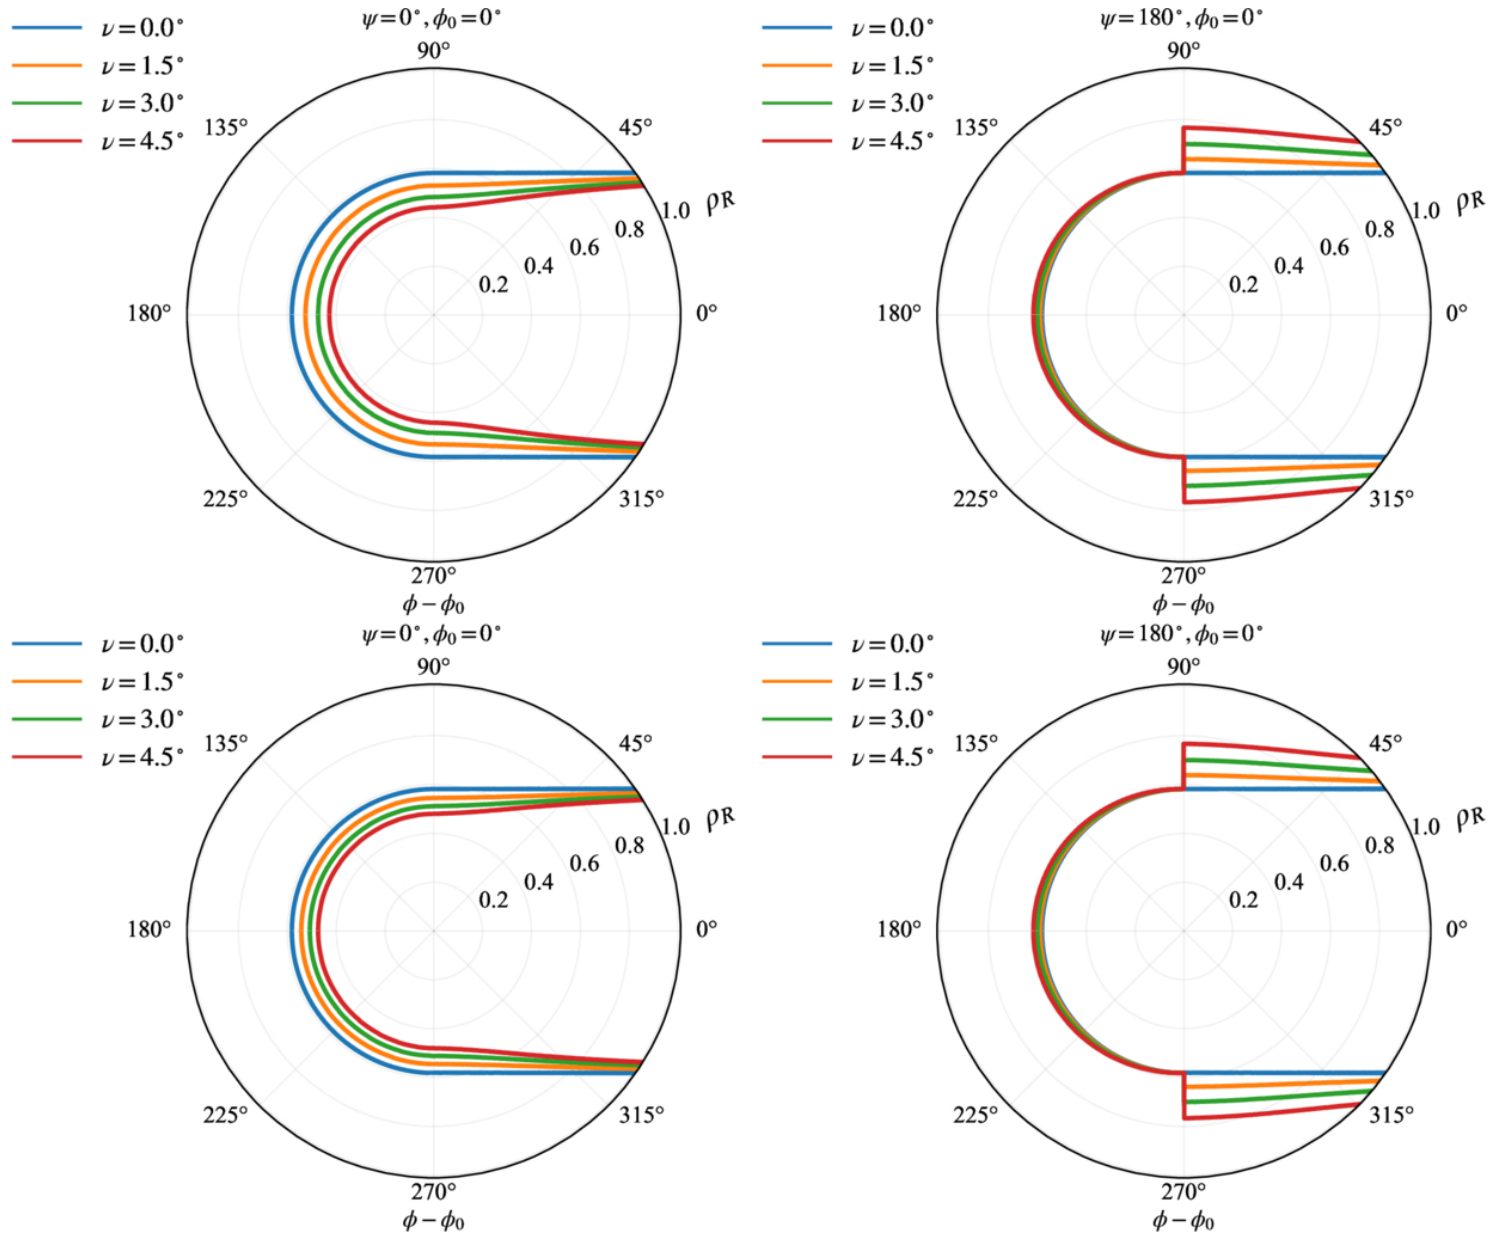 ν = 0.0°
ν = 1.5°
ν = 3.0°
ν = 4.5°
ψ = 0°, ϕ₀ = 0°
90°
135°
45°
1.0 ρR
0.8
0.6
0.4
0.2
180°
0°
225°
315°
270°
ϕ − ϕ₀
ν = 0.0°
ν = 1.5°
ν = 3.0°
ν = 4.5°
ψ = 180°, ϕ₀ = 0°
90°
135°
45°
1.0 ρR
0.8
0.6
0.4
0.2
180°
0°
225°
315°
270°
ϕ − ϕ₀
ν = 0.0°
ν = 1.5°
ν = 3.0°
ν = 4.5°
ψ = 0°, ϕ₀ = 0°
90°
135°
45°
1.0 ρR
0.8
0.6
0.4
0.2
180°
0°
225°
315°
270°
ϕ − ϕ₀
ν = 0.0°
ν = 1.5°
ν = 3.0°
ν = 4.5°
ψ = 180°, ϕ₀ = 0°
90°
135°
45°
1.0 ρR
0.8
0.6
0.4
0.2
180°
0°
225°
315°
270°
ϕ − ϕ₀